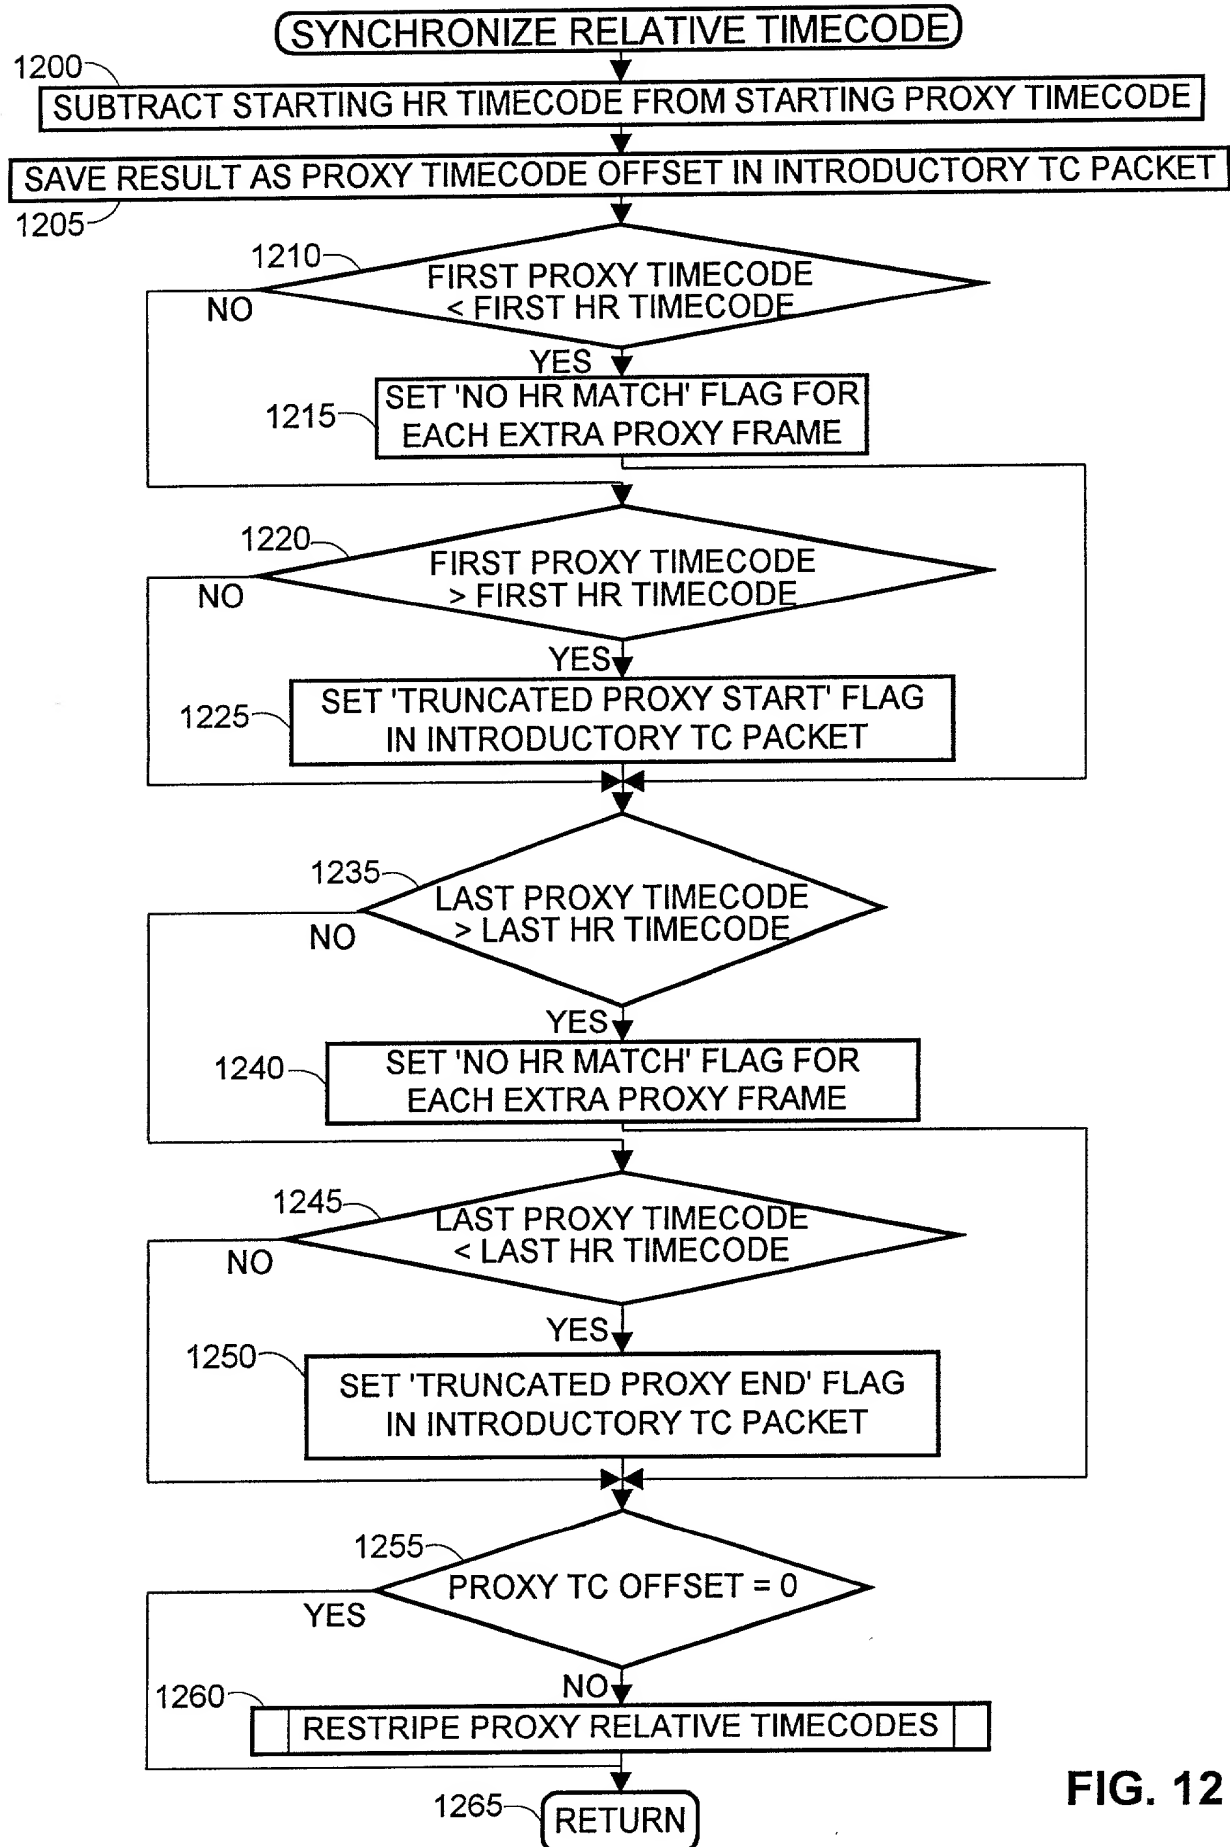 SYNCHRONIZE RELATIVE TIMECODE
1200
SUBTRACT STARTING HR TIMECODE FROM STARTING PROXY TIMECODE
SAVE RESULT AS PROXY TIMECODE OFFSET IN INTRODUCTORY TC PACKET
1205
1210
FIRST PROXY TIMECODE
< FIRST HR TIMECODE
NO
YES
1215
SET 'NO HR MATCH' FLAG FOR
EACH EXTRA PROXY FRAME
1220
FIRST PROXY TIMECODE
> FIRST HR TIMECODE
NO
YES
1225
SET 'TRUNCATED PROXY START' FLAG
IN INTRODUCTORY TC PACKET
1235
LAST PROXY TIMECODE
> LAST HR TIMECODE
NO
YES
1240
SET 'NO HR MATCH' FLAG FOR
EACH EXTRA PROXY FRAME
1245
LAST PROXY TIMECODE
< LAST HR TIMECODE
NO
YES
1250
SET 'TRUNCATED PROXY END' FLAG
IN INTRODUCTORY TC PACKET
1255
PROXY TC OFFSET = 0
YES
NO
1260
RESTRIPE PROXY RELATIVE TIMECODES
1265
RETURN
FIG. 12